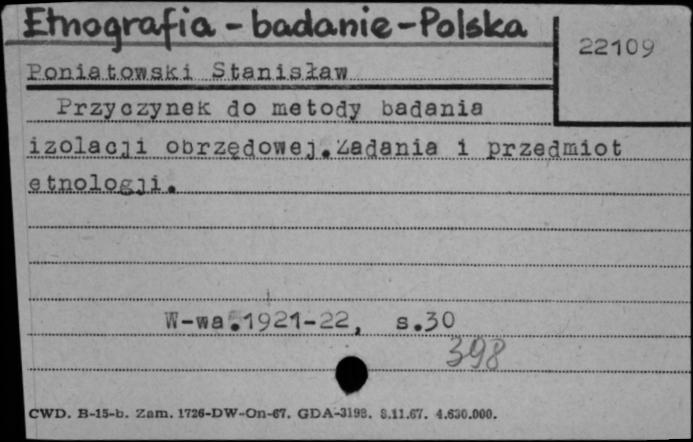 Etnografia - badanie - Polska
22109
Poniatowski Stanisław
Przyczynek do metody badania
izolacji obrzędowej.Zadania i przedmiot
etnologji.
W-wa.1921-22, s.30
398
CWD. B-15-b. Zam. 1726-DW-On-67. GDA-3198. 8.11.67. 4.630.000.